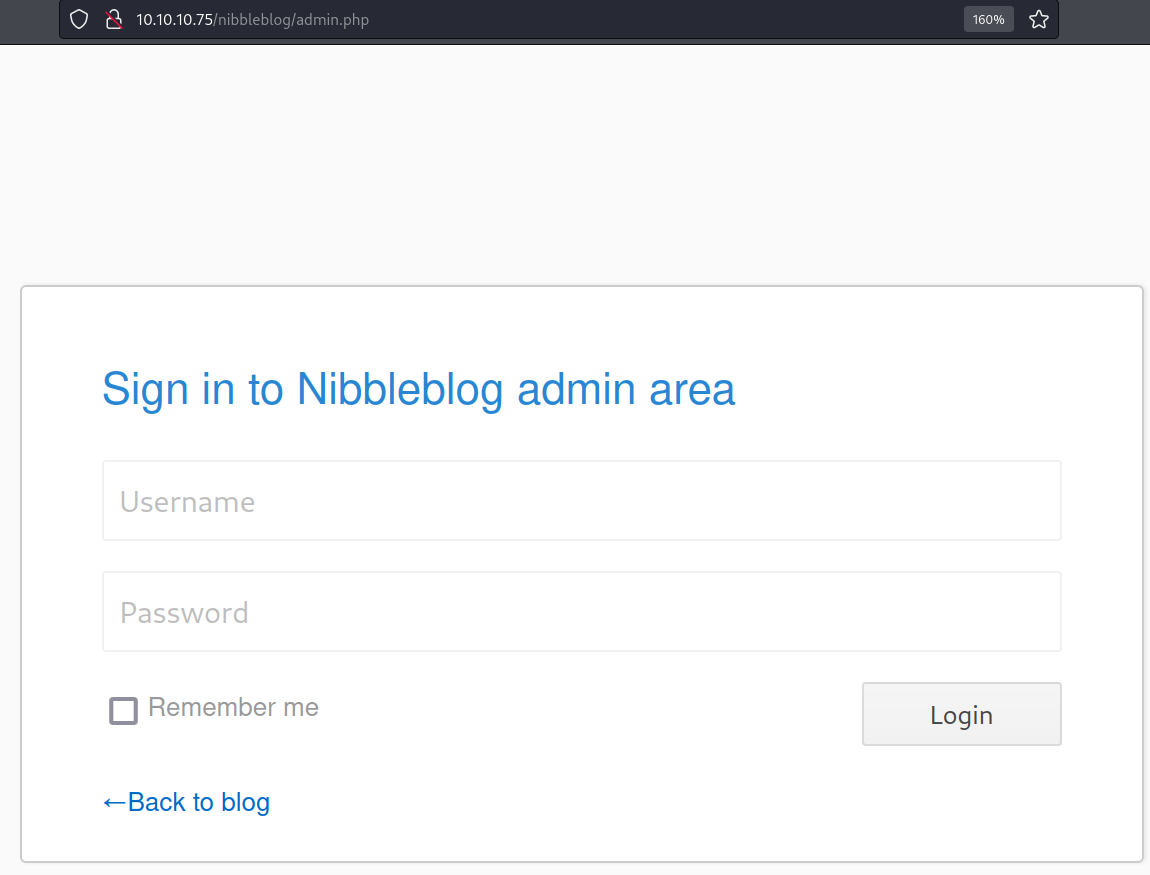 10.10.10.75/nibbleblog/admin.php
160%
Sign in to Nibbleblog admin area
Username
Password
Remember me
Login
←Back to blog